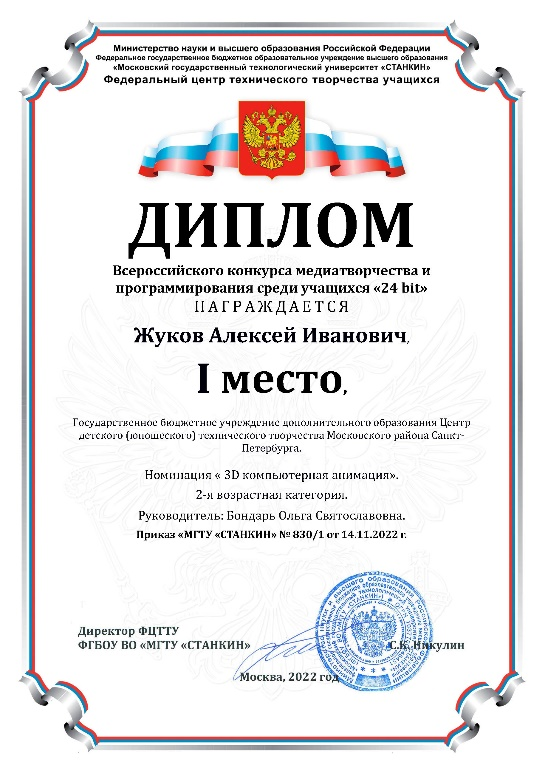 Министерство науки и высшего образования Российской Федерации
Федеральное государственное бюджетное образовательное учреждение высшего образования
«Московский государственный технологический университет «СТАНКИН»
Федеральный центр технического творчества учащихся
ДИПЛОМ
Всероссийского конкурса медиатворчества и
программирования среди учащихся «24 bit»
НАГРАЖДАЕТСЯ
Жуков Алексей Иванович,
I место,
Государственное бюджетное учреждение дополнительного образования Центр
детского (юношеского) технического творчества Московского района Санкт-
Петербурга.
Номинация « 3D компьютерная анимация».
2-я возрастная категория.
Руководитель: Бондарь Ольга Святославовна.
Приказ «МГТУ «СТАНКИН» № 830/1 от 14.11.2022 г.
Директор ФЦТТУ
ФГБОУ ВО «МГТУ «СТАНКИН» С.К. Никулин
Москва, 2022 год